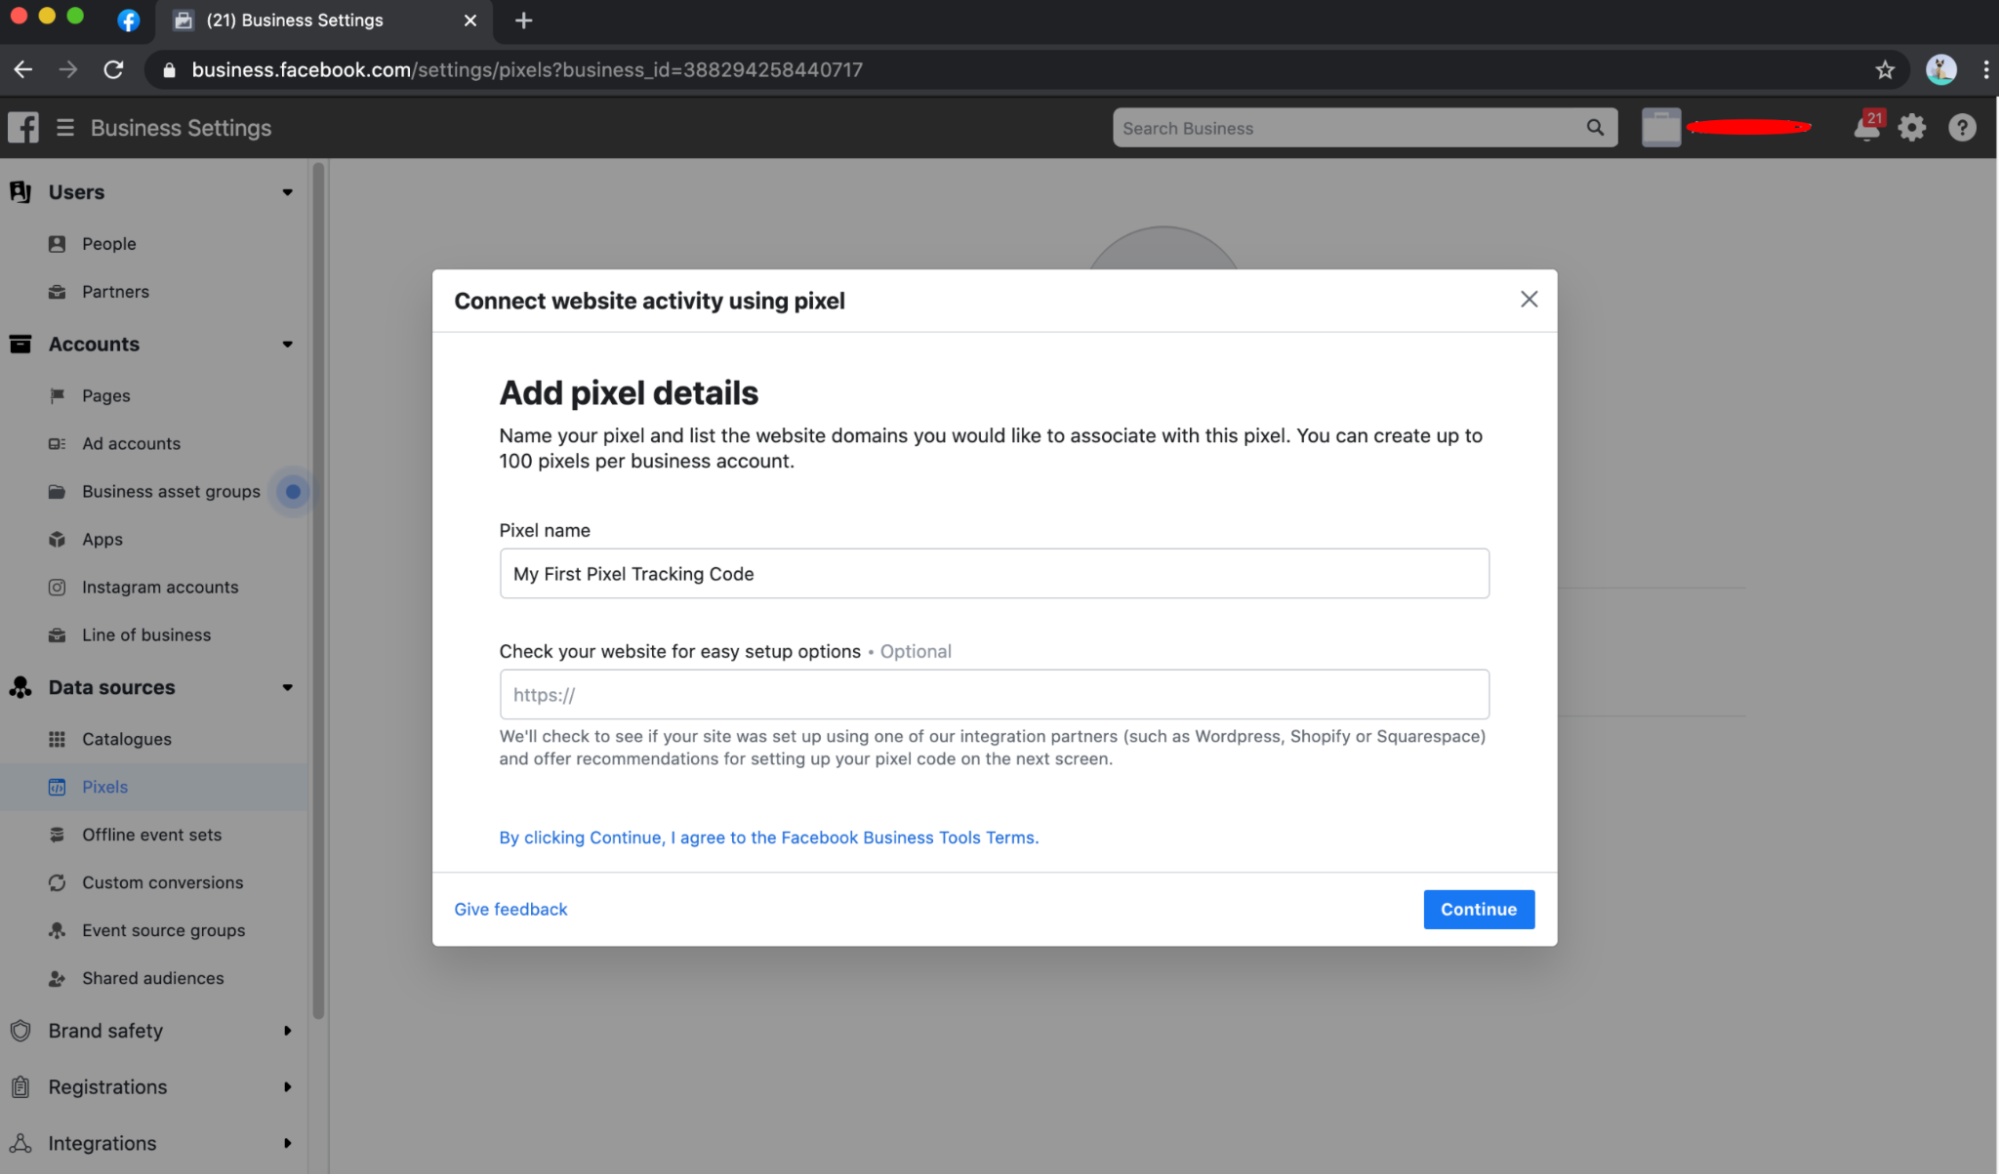 (21) Business Settings
business.facebook.com/settings/pixels?business_id=388294258440717
Business Settings
Search Business
21
Users
People
Partners
Accounts
Pages
Ad accounts
Business asset groups
Apps
Instagram accounts
Line of business
Data sources
Catalogues
Pixels
Offline event sets
Custom conversions
Event source groups
Shared audiences
Brand safety
Registrations
Integrations
Connect website activity using pixel
Add pixel details
Name your pixel and list the website domains you would like to associate with this pixel. You can create up to
100 pixels per business account.
Pixel name
My First Pixel Tracking Code
Check your website for easy setup options • Optional
https://
We'll check to see if your site was set up using one of our integration partners (such as Wordpress, Shopify or Squarespace)
and offer recommendations for setting up your pixel code on the next screen.
By clicking Continue, I agree to the Facebook Business Tools Terms.
Give feedback
Continue